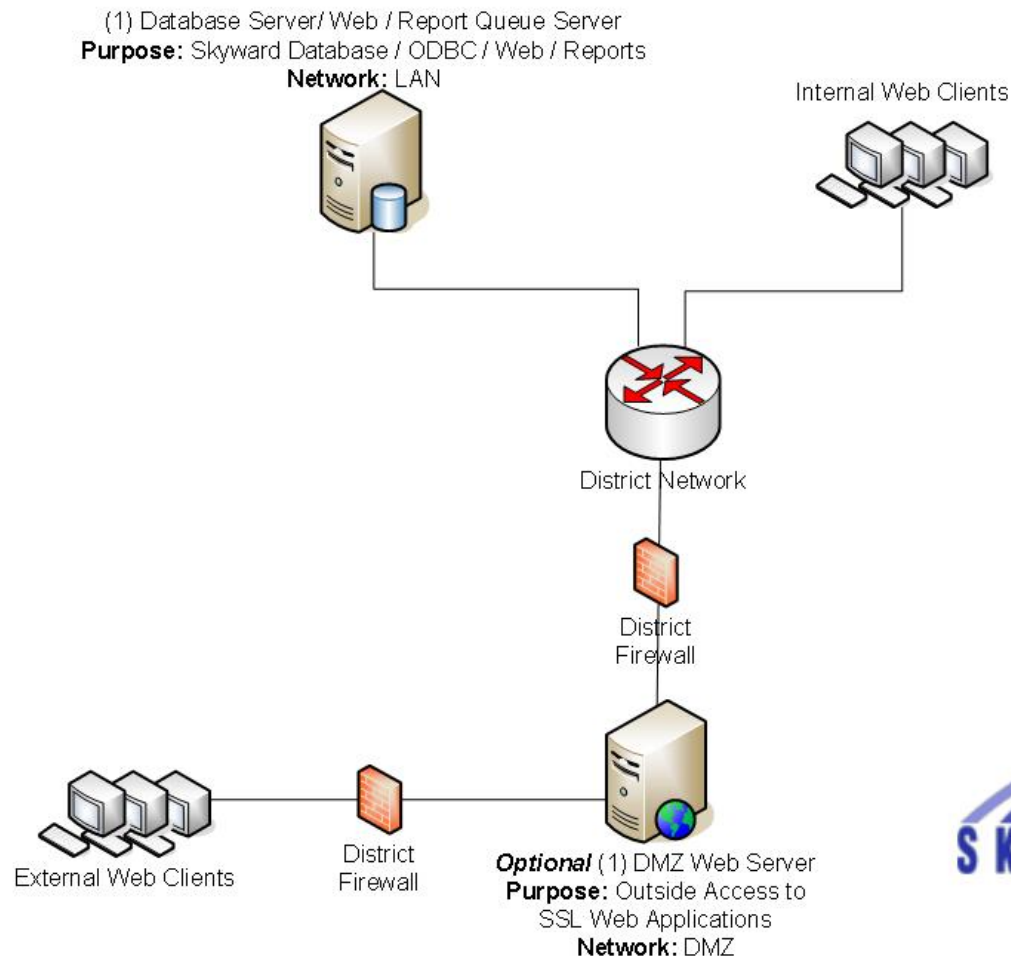 (1) Database Server/ Web / Report Queue Server
Purpose: Skyward Database / ODBC / Web / Reports
Network: LAN
Internal Web Clients
District Network
District
Firewall
District
Firewall
External Web Clients
Optional (1) DMZ Web Server
Purpose: Outside Access to
SSL Web Applications
Network: DMZ